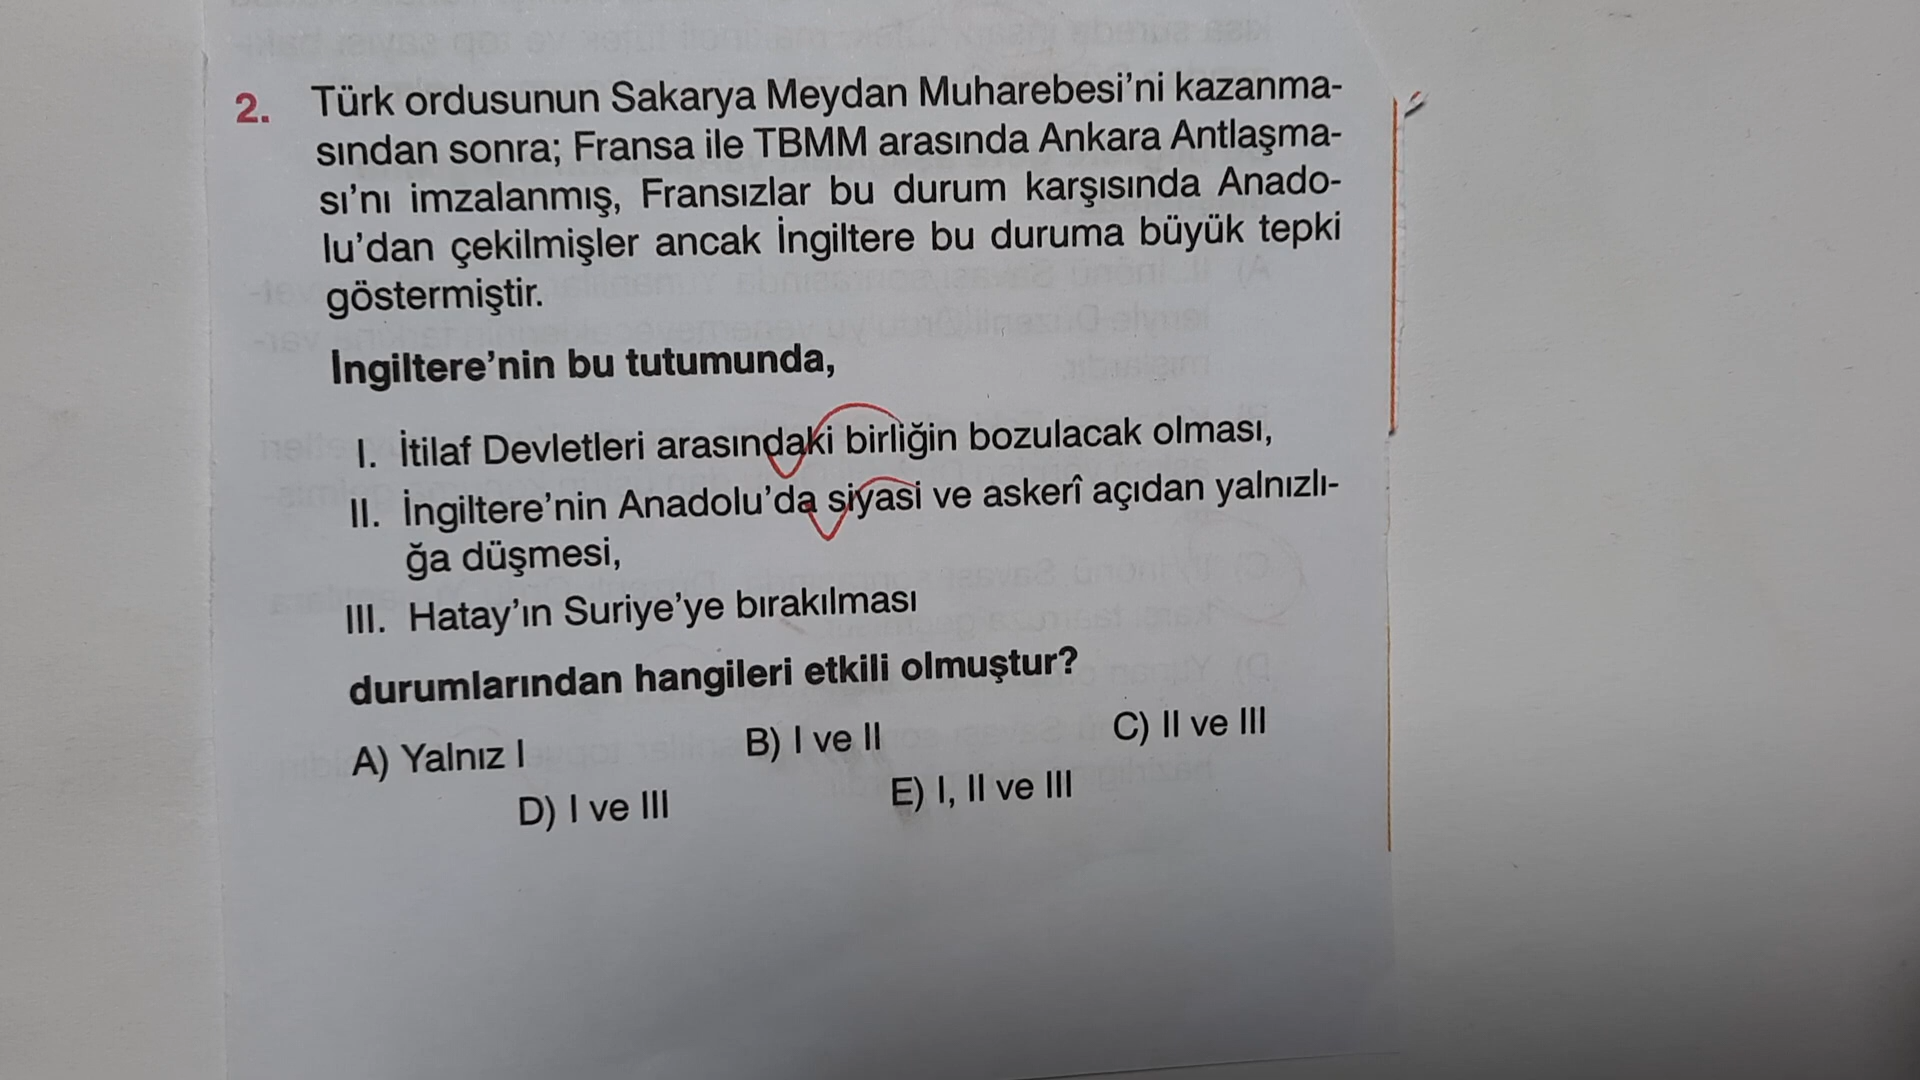 2. Türk ordusunun Sakarya Meydan Muharebesi'ni kazanma-
sından sonra; Fransa ile TBMM arasında Ankara Antlaşma-
sı'nı imzalanmış, Fransızlar bu durum karşısında Anado-
lu'dan çekilmişler ancak İngiltere bu duruma büyük tepki
göstermiştir.
İngiltere'nin bu tutumunda,
I. İtilaf Devletleri arasındaki birliğin bozulacak olması,
II. İngiltere'nin Anadolu'da siyasi ve askerî açıdan yalnızlı-
ğa düşmesi,
III. Hatay'ın Suriye'ye bırakılması
durumlarından hangileri etkili olmuştur?
A) Yalnız I B) I ve II C) II ve III
D) I ve III E) I, II ve III